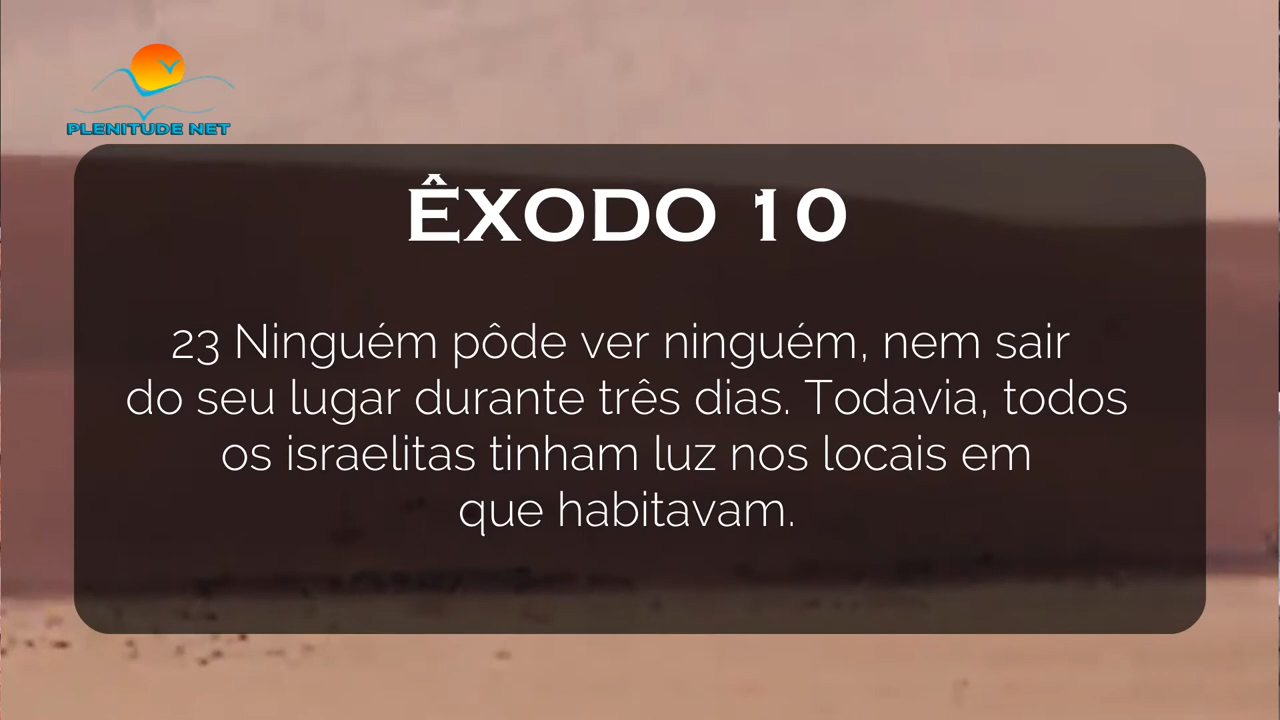 PLENITUDE NET
ÊXODO 10
23 Ninguém pôde ver ninguém, nem sair
do seu lugar durante três dias. Todavia, todos
os israelitas tinham luz nos locais em
que habitavam.